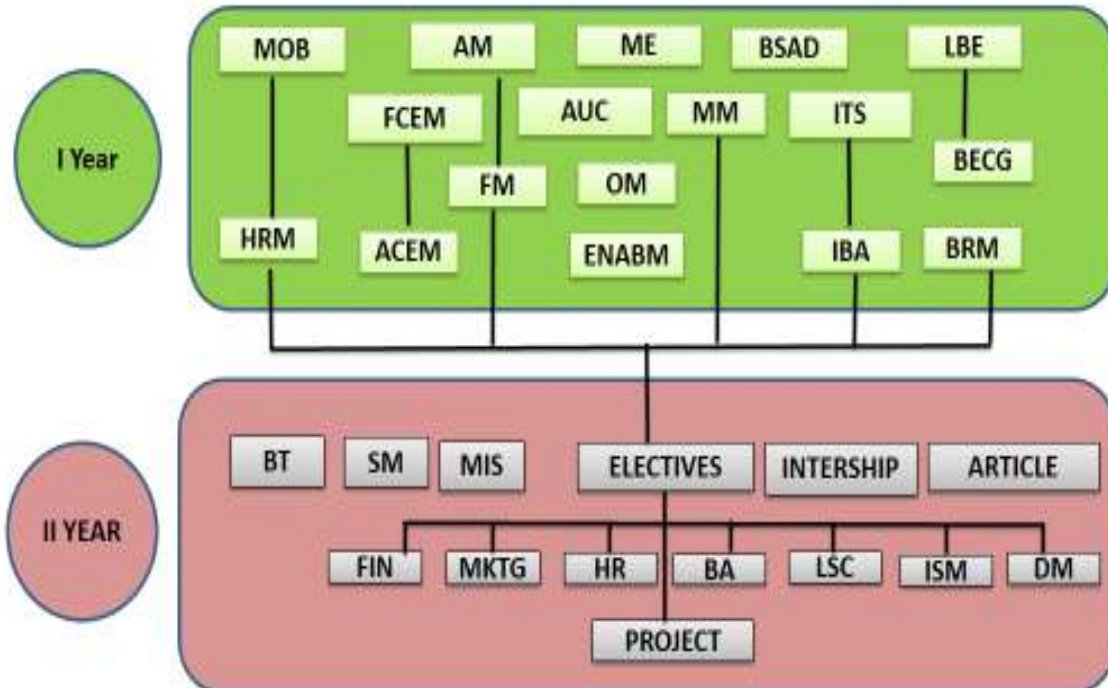 MOB
AM
ME
BSAD
LBE
FCEM
AUC
MM
ITS
I Year
BECG
FM
OM
HRM
ACEM
ENABM
IBA
BRM
BT
SM
MIS
ELECTIVES
INTERSHIP
ARTICLE
II YEAR
FIN
MKTG
HR
BA
LSC
ISM
DM
PROJECT